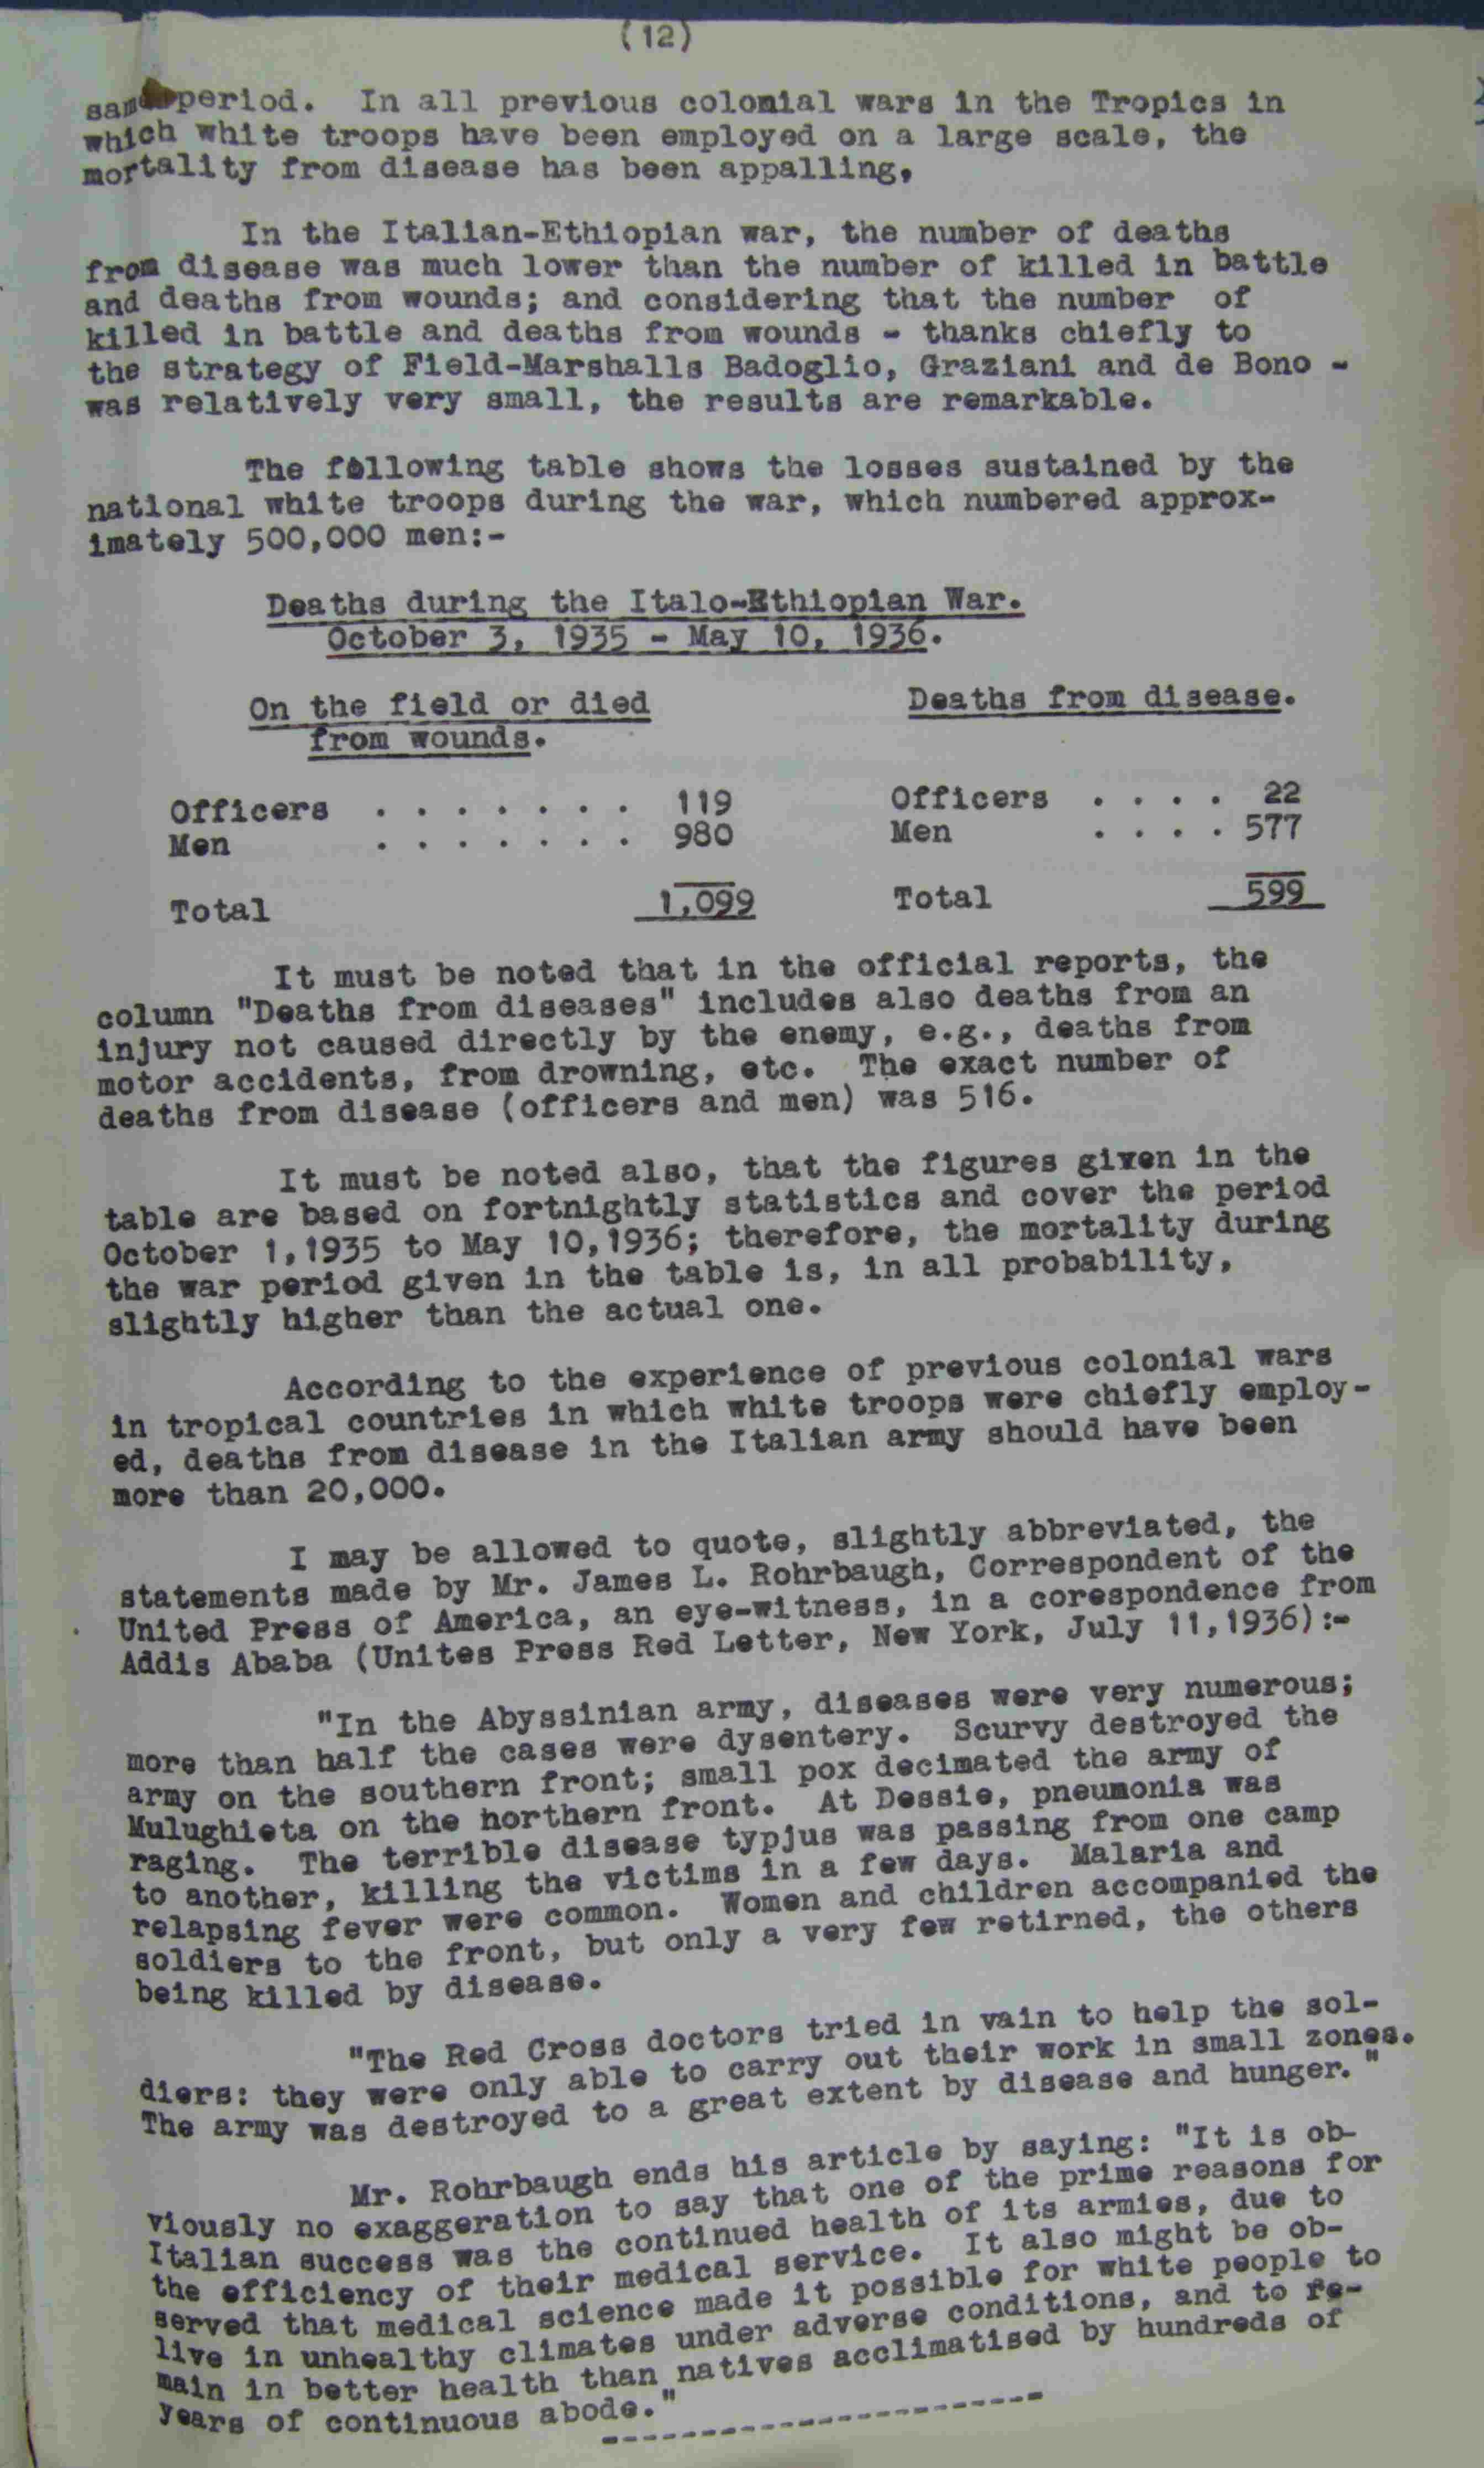 (12)
same period. In all previous colonial wars in the Tropics in
which white troops have been employed on a large scale, the
mortality from disease has been appalling,
In the Italian-Ethiopian war, the number of deaths
from disease was much lower than the number of killed in battle
and deaths from wounds; and considering that the number of
killed in battle and deaths from wounds - thanks chiefly to
the strategy of Field-Marshalls Badoglio, Graziani and de Bono -
was relatively very small, the results are remarkable.
The following table shows the losses sustained by the
national white troops during the war, which numbered approx-
imately 500,000 men:-
Deaths during the Italo-Ethiopian War.
October 3, 1935 - May 10, 1936.
On the field or died
from wounds.
Deaths from disease.
Officers . . . . . . . 119 Officers . . . . 22
Men . . . . . . . 980 Men . . . . 577
Total 1,099 Total 599
It must be noted that in the official reports, the
column "Deaths from diseases" includes also deaths from an
injury not caused directly by the enemy, e.g., deaths from
motor accidents, from drowning, etc. The exact number of
deaths from disease (officers and men) was 516.
It must be noted also, that the figures given in the
table are based on fortnightly statistics and cover the period
October 1,1935 to May 10,1936; therefore, the mortality during
the war period given in the table is, in all probability,
slightly higher than the actual one.
According to the experience of previous colonial wars
in tropical countries in which white troops were chiefly employ-
ed, deaths from disease in the Italian army should have been
more than 20,000.
I may be allowed to quote, slightly abbreviated, the
statements made by Mr. James L. Rohrbaugh, Correspondent of the
United Press of America, an eye-witness, in a corespondence from
Addis Ababa (Unites Press Red Letter, New York, July 11,1936):-
"In the Abyssinian army, diseases were very numerous;
more than half the cases were dysentery. Scurvy destroyed the
army on the southern front; small pox decimated the army of
Mulughieta on the northern front. At Dessie, pneumonia was
raging. The terrible disease typjus was passing from one camp
to another, killing the victims in a few days. Malaria and
relapsing fever were common. Women and children accompanied the
soldiers to the front, but only a very few retirned, the others
being killed by disease.
"The Red Cross doctors tried in vain to help the sol-
diers: they were only able to carry out their work in small zones.
The army was destroyed to a great extent by disease and hunger."
Mr. Rohrbaugh ends his article by saying: "It is ob-
viously no exaggeration to say that one of the prime reasons for
Italian success was the continued health of its armies, due to
the efficiency of their medical service. It also might be ob-
served that medical science made it possible for white people to
live in unhealthy climates under adverse conditions, and to re-
main in better health than natives acclimatised by hundreds of
years of continuous abode."